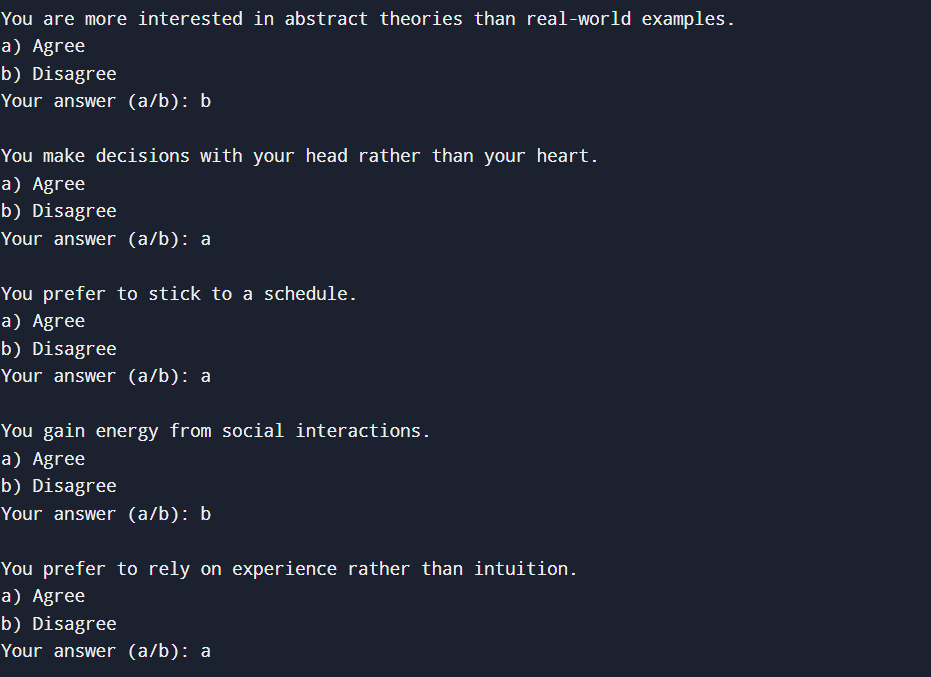 You are more interested in abstract theories than real-world examples.
a) Agree
b) Disagree
Your answer (a/b): b
You make decisions with your head rather than your heart.
a) Agree
b) Disagree
Your answer (a/b): a
You prefer to stick to a schedule.
a) Agree
b) Disagree
Your answer (a/b): a
You gain energy from social interactions.
a) Agree
b) Disagree
Your answer (a/b): b
You prefer to rely on experience rather than intuition.
a) Agree
b) Disagree
Your answer (a/b): a